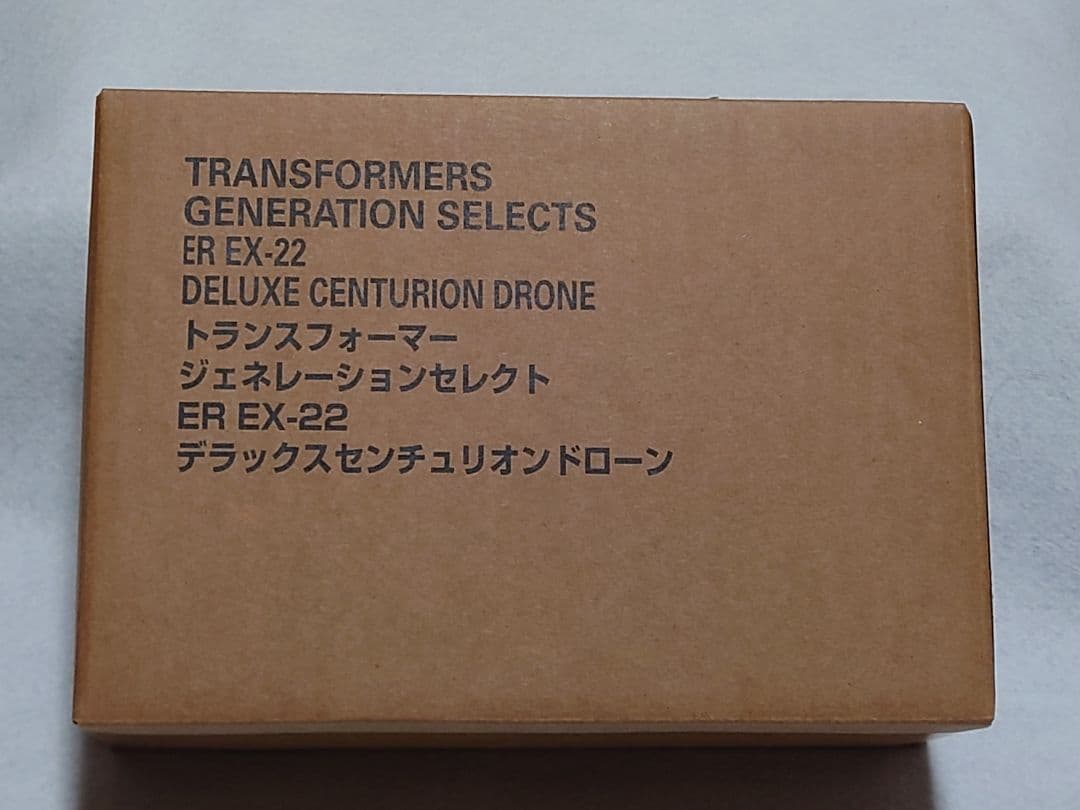 TRANSFORMERS
GENERATION SELECTS
ER EX-22
DELUXE CENTURION DRONE
トランスフォーマー
ジェネレーションセレクト
ER EX-22
デラックスセンチュリオンドローン